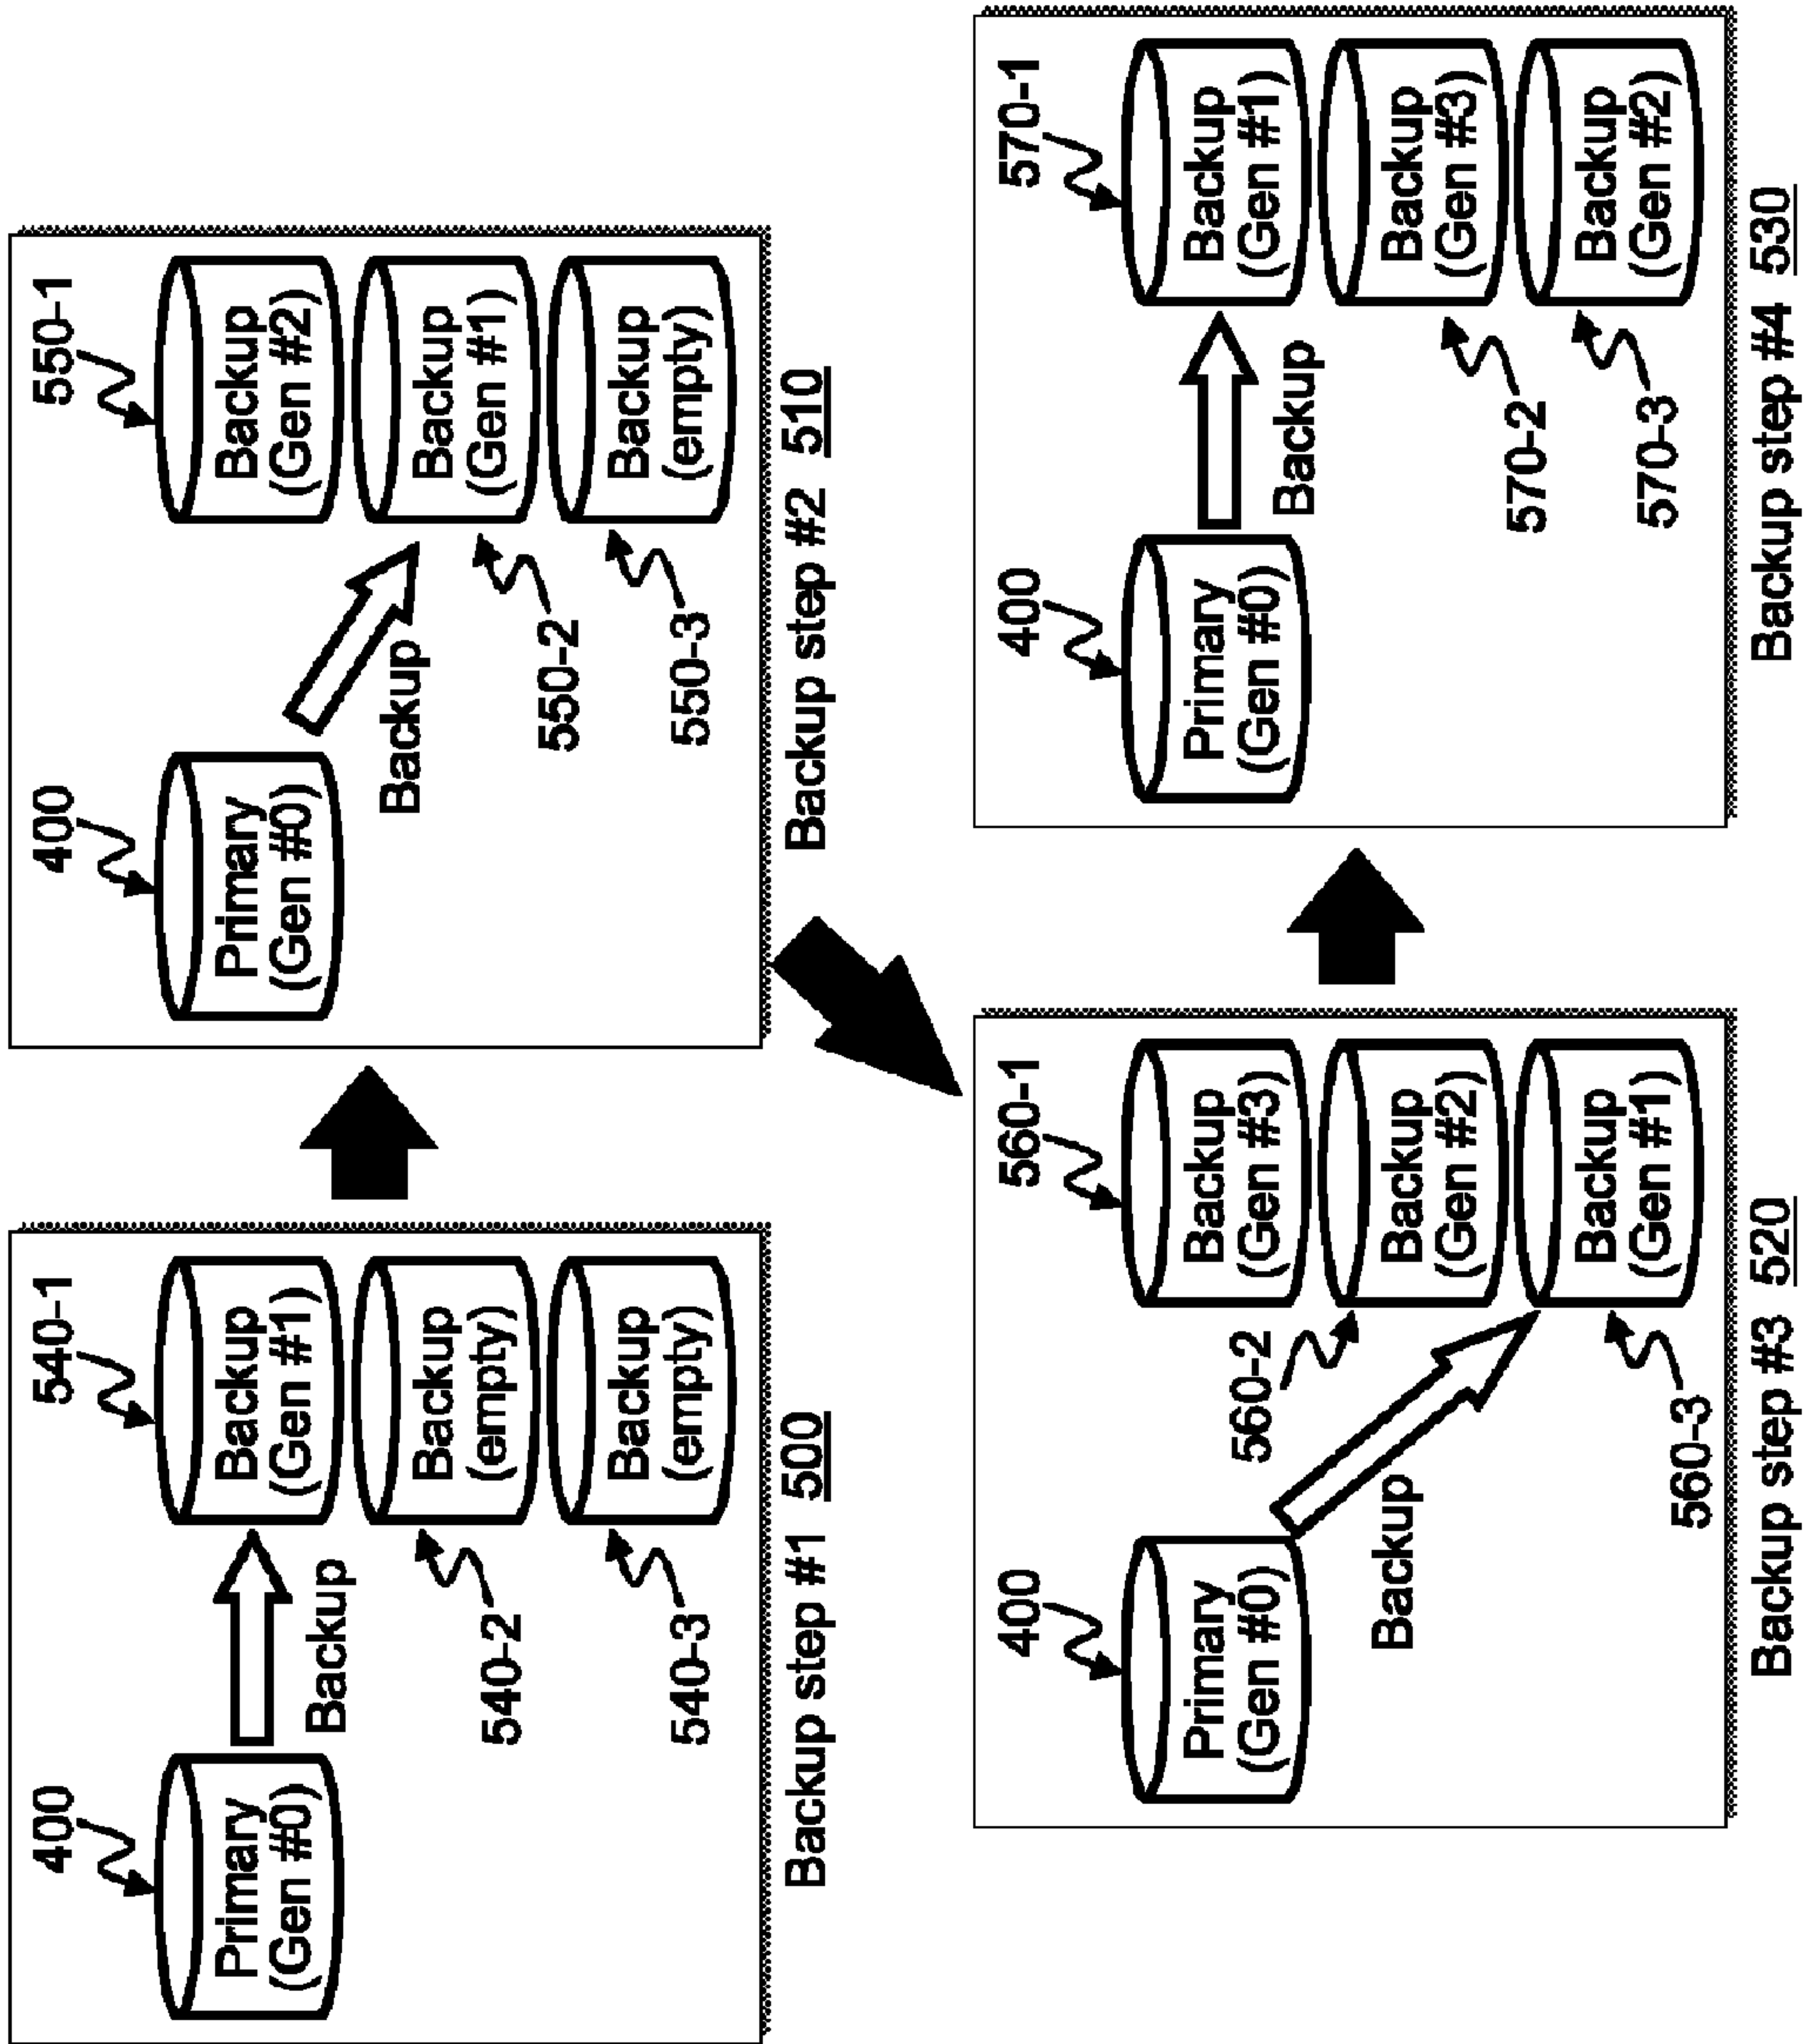 400
540-1
Primary
(Gen #0)
Backup
Backup
(Gen #1)
540-2
Backup
(empty)
540-3
Backup
(empty)
Backup step #1 500
400
550-1
Primary
(Gen #0)
Backup
Backup
(Gen #2)
550-2
Backup
(Gen #1)
550-3
Backup
(empty)
Backup step #2 510
400
560-1
Primary
(Gen #0)
Backup
Backup
(Gen #3)
560-2
Backup
(Gen #2)
560-3
Backup
(Gen #1)
Backup step #3 520
400
570-1
Primary
(Gen #0)
Backup
Backup
(Gen #1)
570-2
Backup
(Gen #3)
570-3
Backup
(Gen #2)
Backup step #4 530